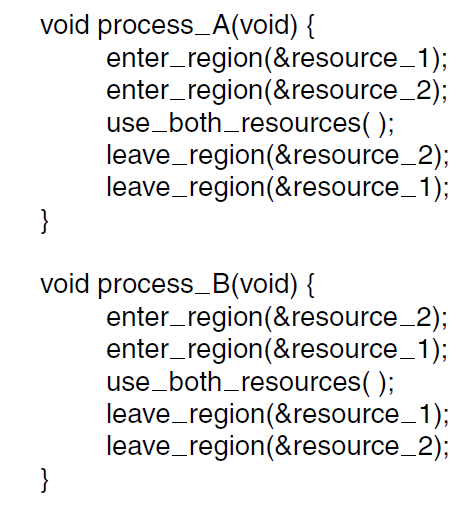 void process_A(void) {
enter_region(&resource_1);
enter_region(&resource_2);
use_both_resources( );
leave_region(&resource_2);
leave_region(&resource_1);
}
void process_B(void) {
enter_region(&resource_2);
enter_region(&resource_1);
use_both_resources( );
leave_region(&resource_1);
leave_region(&resource_2);
}